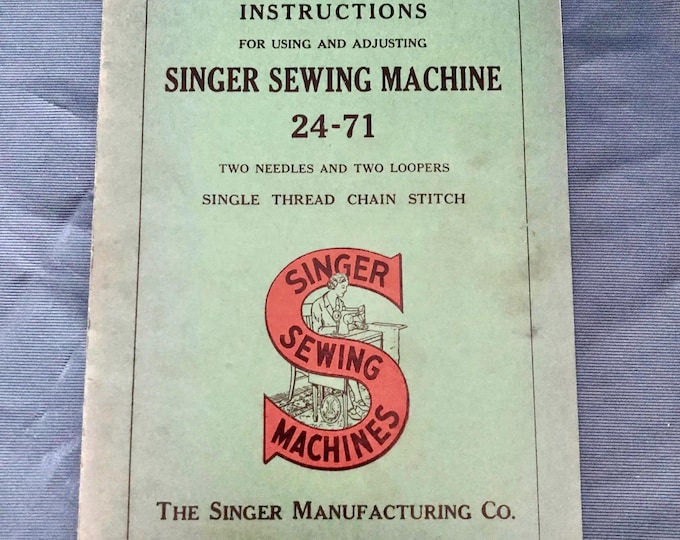 INSTRUCTIONS
FOR USING AND ADJUSTING
SINGER SEWING MACHINE
24-71
TWO NEEDLES AND TWO LOOPERS
SINGLE THREAD CHAIN STITCH
SINGER
SEWING
MACHINES
THE SINGER MANUFACTURING CO.